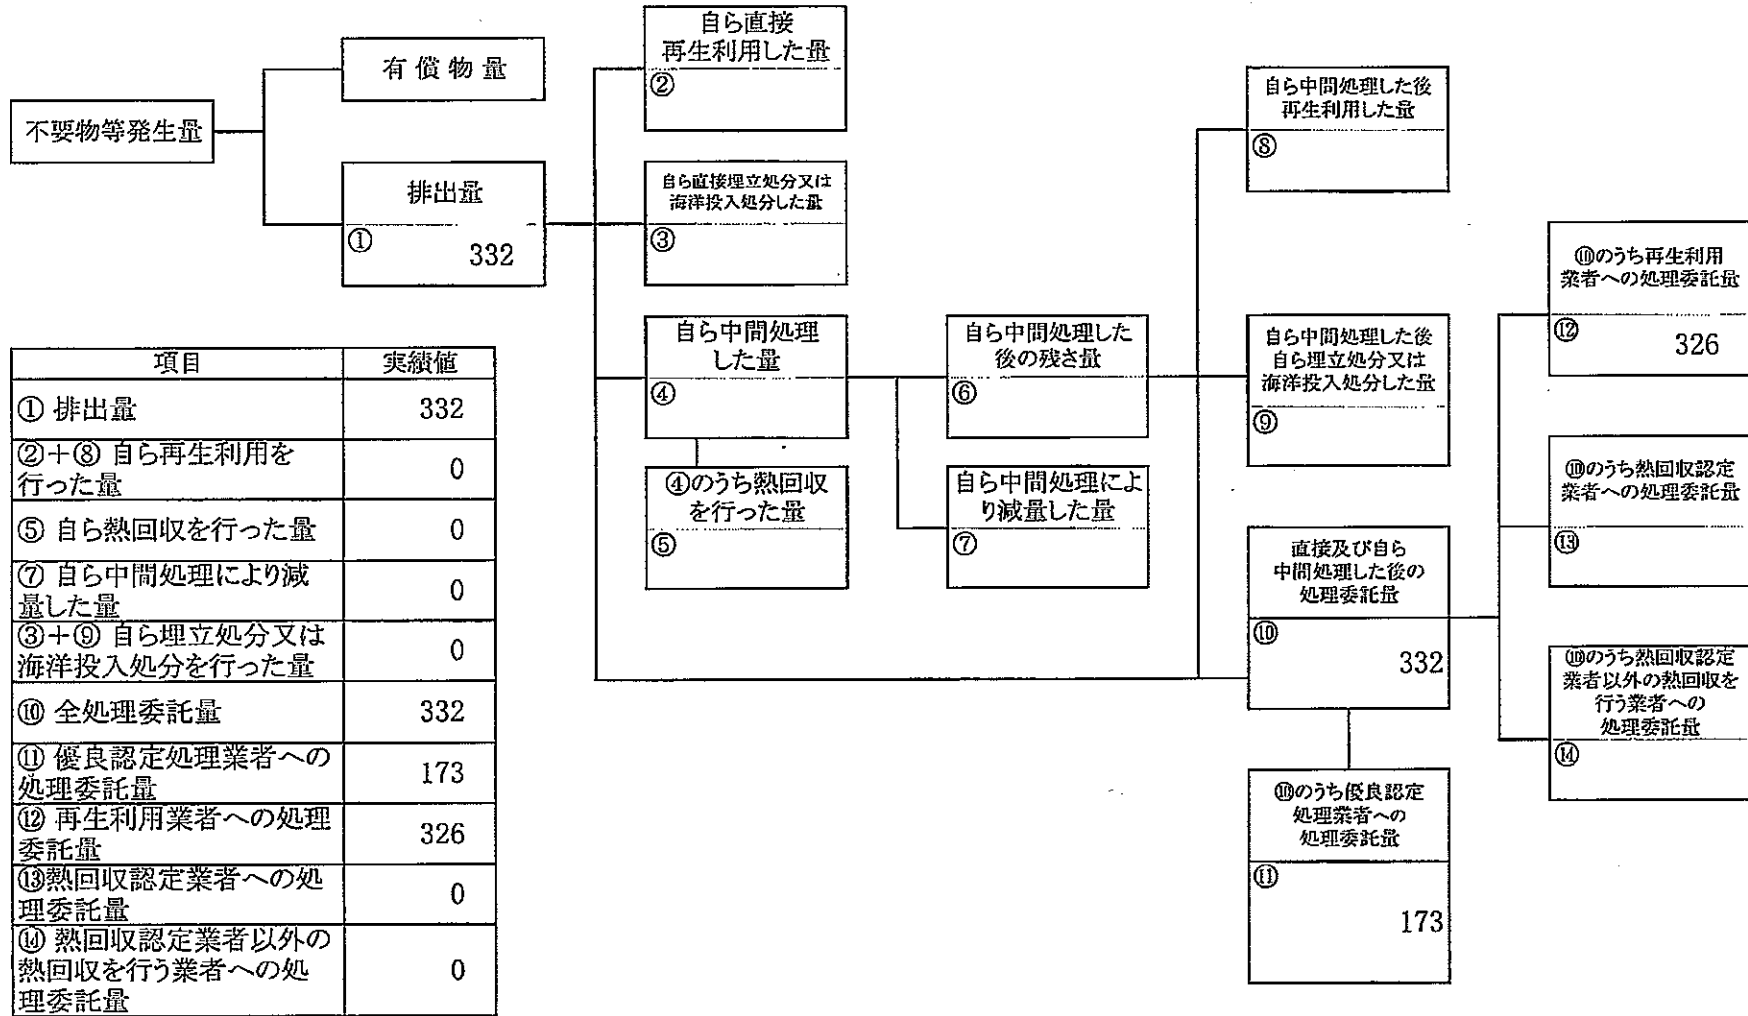 不要物等発生量
有償物量
排出量
①
332
自ら直接
再生利用した量
②
自ら直接埋立処分又は
海洋投入処分した量
③
自ら中間処理
した量
④
④のうち熱回収
を行った量
⑤
自ら中間処理した
後の残さ量
⑥
自ら中間処理によ
り減量した量
⑦
自ら中間処理した後
再生利用した量
⑧
自ら中間処理した後
自ら埋立処分又は
海洋投入処分した量
⑨
直接及び自ら
中間処理した後の
処理委託量
⑩
332
⑩のうち優良認定
処理業者への
処理委託量
⑪
173
⑩のうち再生利用
業者への処理委託量
⑫
326
⑩のうち熱回収認定
業者への処理委託量
⑬
⑩のうち熱回収認定
業者以外の熱回収を
行う業者への
処理委託量
⑭
項目 実績値
① 排出量 332
②+⑧ 自ら再生利用を
行った量 0
⑤ 自ら熱回収を行った量 0
⑦ 自ら中間処理により減
量した量 0
③+⑨ 自ら埋立処分又は
海洋投入処分を行った量 0
⑩ 全処理委託量 332
⑪ 優良認定処理業者への
処理委託量 173
⑫ 再生利用業者への処理
委託量 326
⑬熱回収認定業者への処
理委託量 0
⑭ 熱回収認定業者以外の
熱回収を行う業者への処
理委託量 0